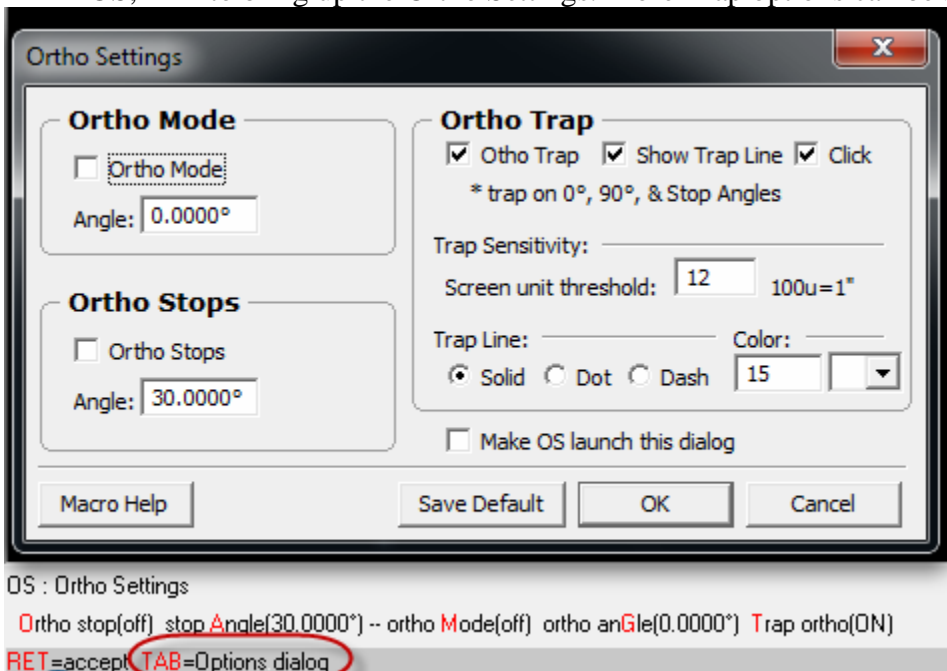 Ortho Settings
Ortho Mode
Ortho Mode
Angle: 0.0000°
Ortho Stops
Ortho Stops
Angle: 30.0000°
Ortho Trap
Otho Trap Show Trap Line Click
* trap on 0°, 90°, & Stop Angles
Trap Sensitivity:
Screen unit threshold: 12 100u=1"
Trap Line: Color:
Solid Dot Dash 15
Make OS launch this dialog
Macro Help Save Default OK Cancel
OS : Ortho Settings
Ortho stop(off) stop Angle(30.0000°) -- ortho Mode(off) ortho anGle(0.0000°) Trap ortho(ON)
RET=accept TAB=Options dialog